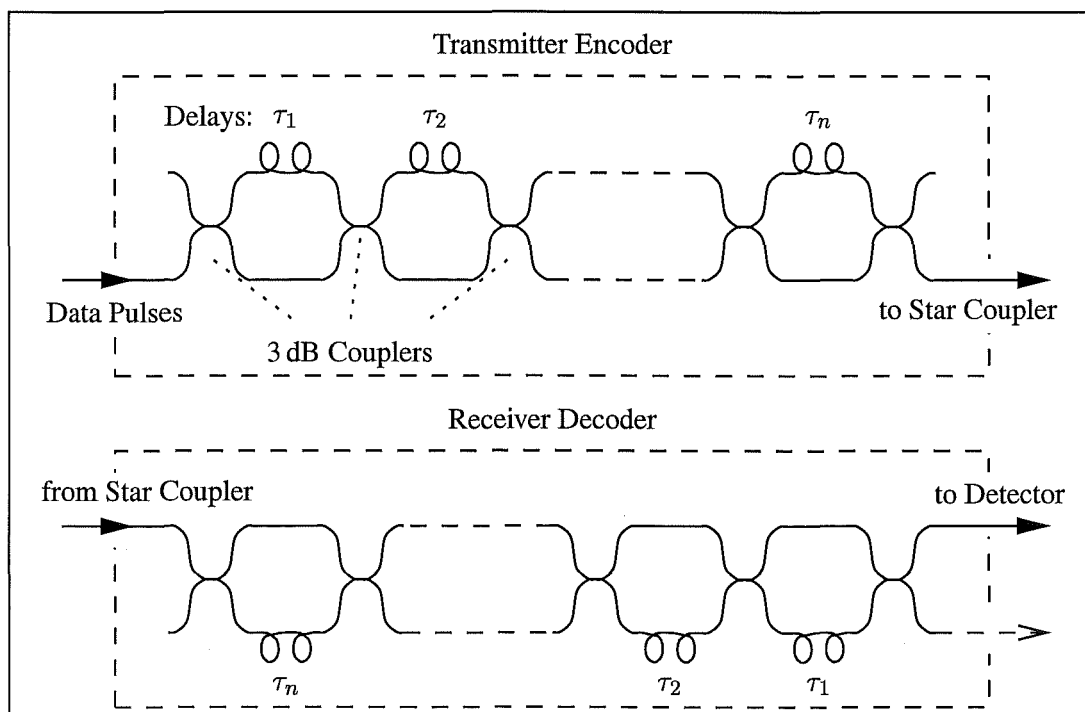 Transmitter Encoder
Delays: τ₁ τ₂ τₙ
Data Pulses
to Star Coupler
3 dB Couplers
Receiver Decoder
from Star Coupler
to Detector
τₙ τ₂ τ₁